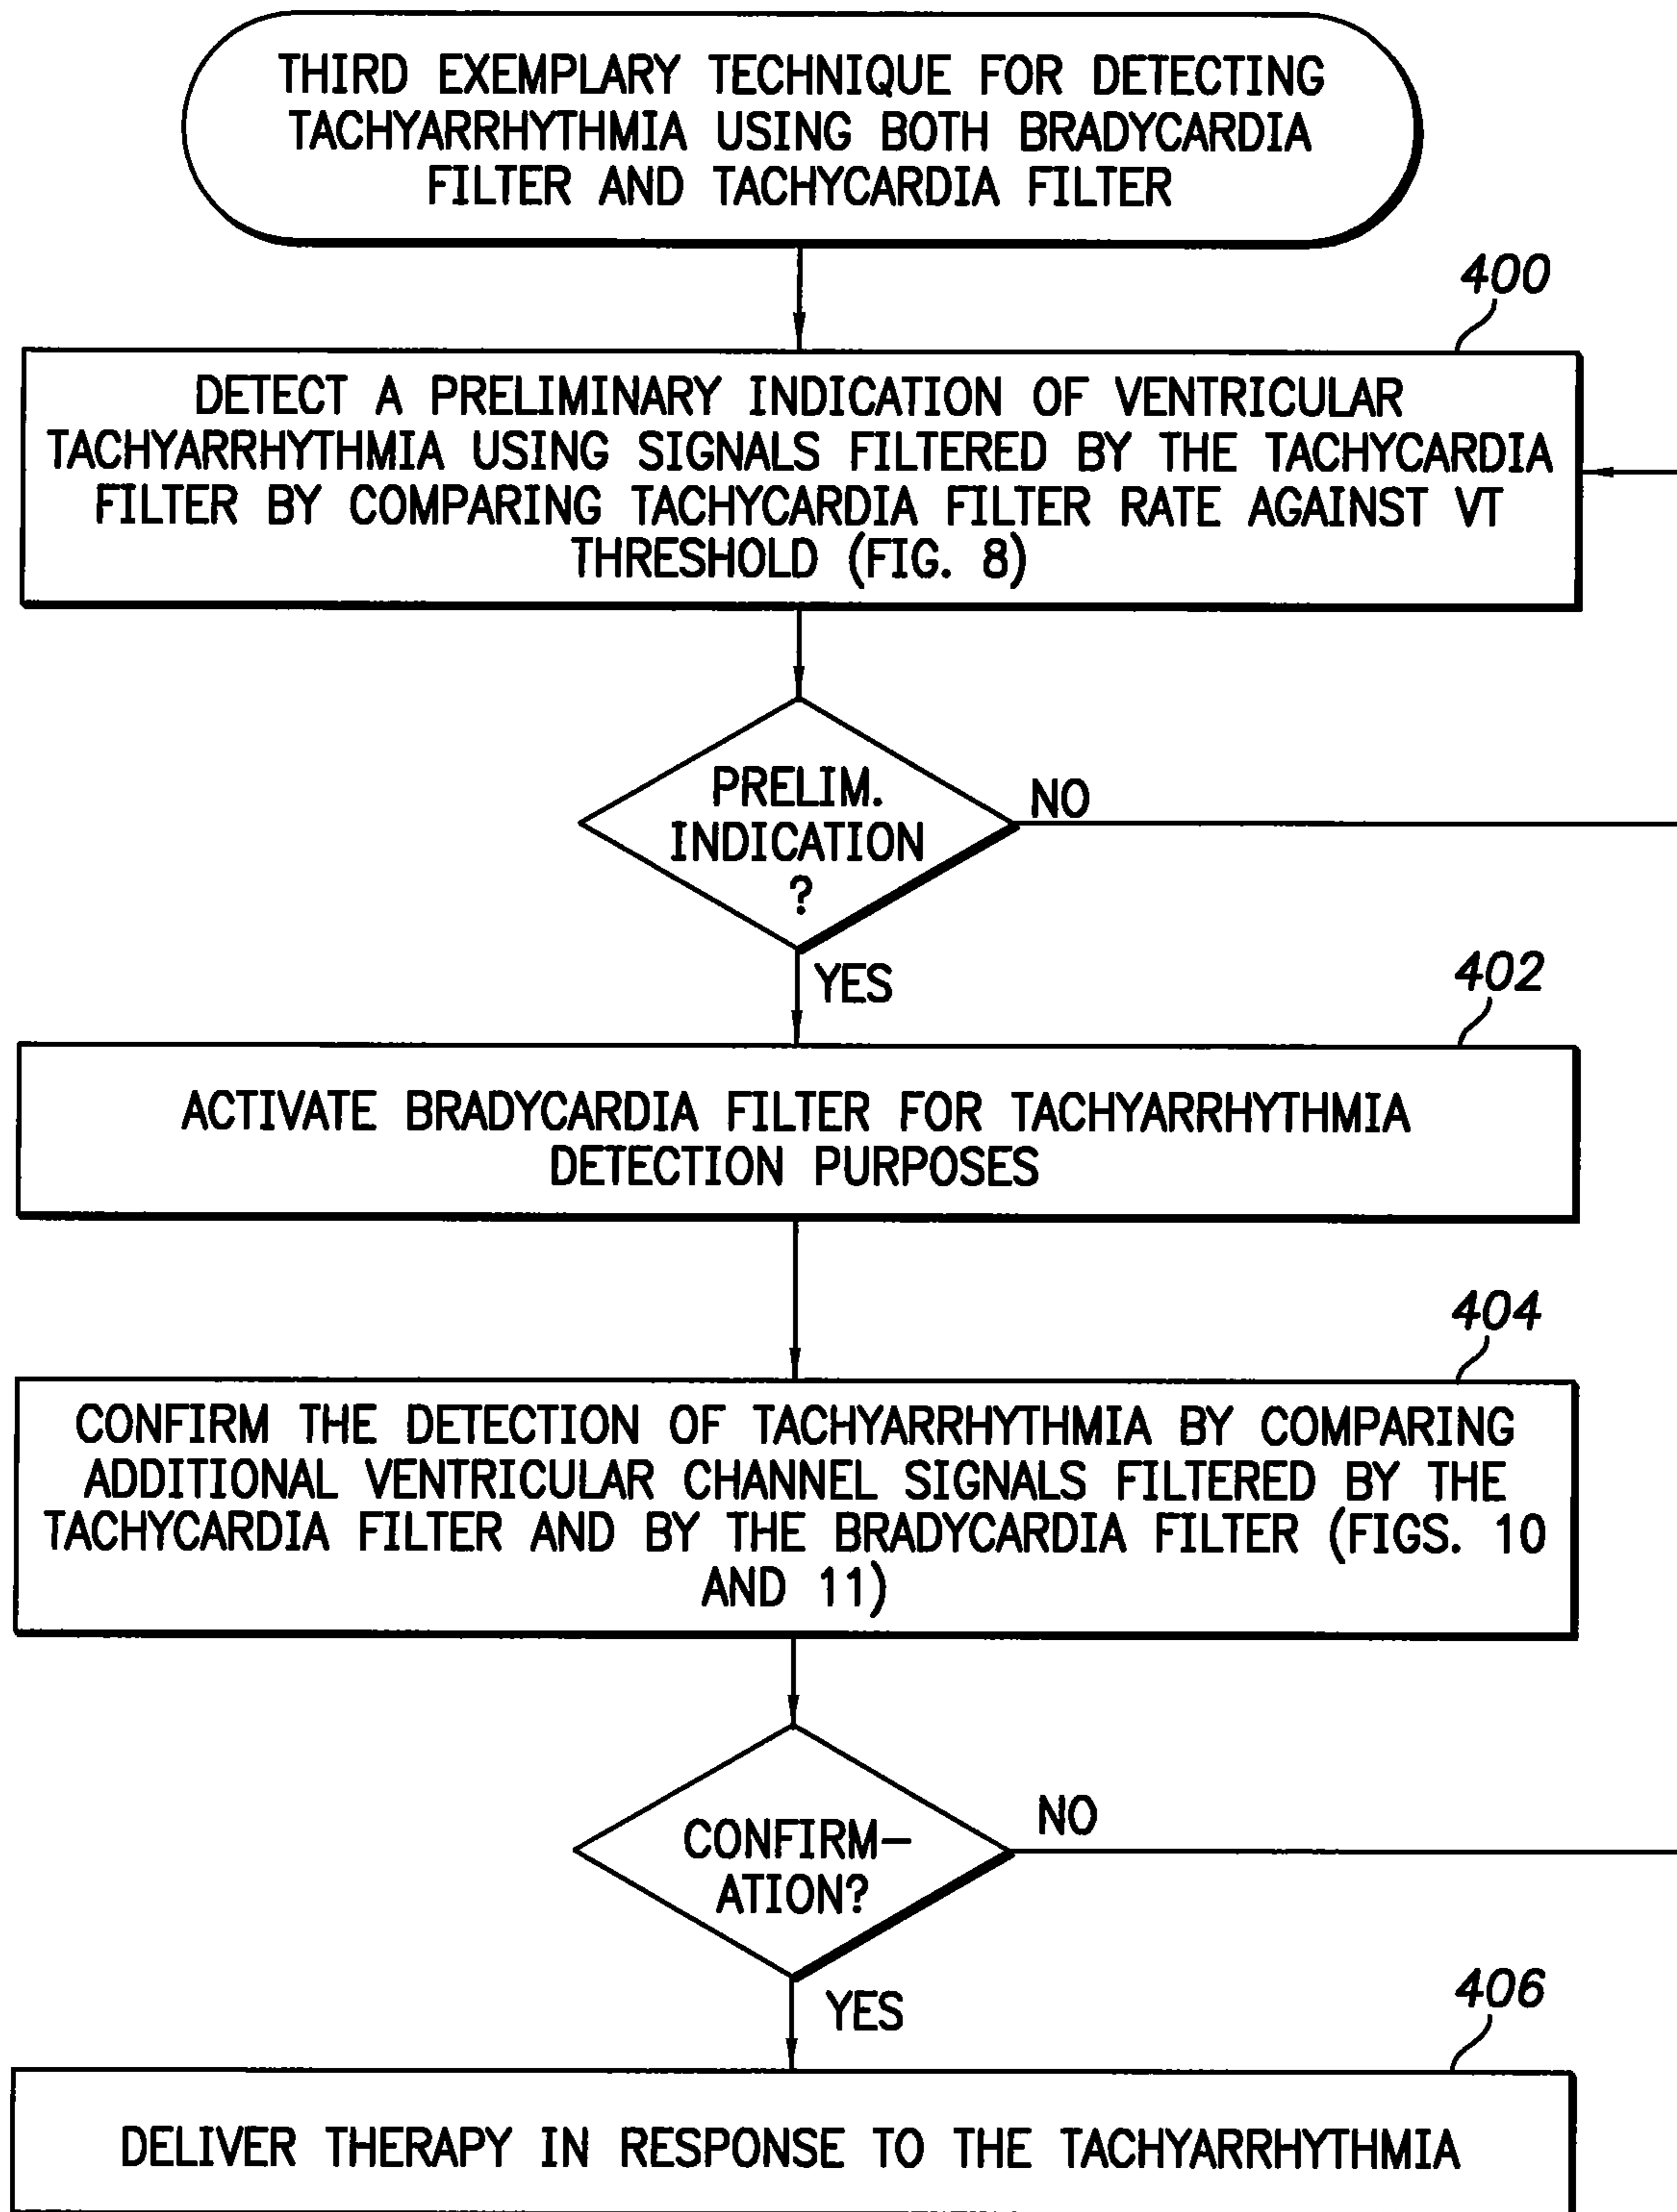 THIRD EXEMPLARY TECHNIQUE FOR DETECTING
TACHYARRHYTHMIA USING BOTH BRADYCARDIA
FILTER AND TACHYCARDIA FILTER
400
DETECT A PRELIMINARY INDICATION OF VENTRICULAR
TACHYARRHYTHMIA USING SIGNALS FILTERED BY THE TACHYCARDIA
FILTER BY COMPARING TACHYCARDIA FILTER RATE AGAINST VT
THRESHOLD (FIG. 8)
PRELIM.
INDICATION
?
NO
YES
402
ACTIVATE BRADYCARDIA FILTER FOR TACHYARRHYTHMIA
DETECTION PURPOSES
404
CONFIRM THE DETECTION OF TACHYARRHYTHMIA BY COMPARING
ADDITIONAL VENTRICULAR CHANNEL SIGNALS FILTERED BY THE
TACHYCARDIA FILTER AND BY THE BRADYCARDIA FILTER (FIGS. 10
AND 11)
CONFIRM-
ATION?
NO
YES
406
DELIVER THERAPY IN RESPONSE TO THE TACHYARRHYTHMIA